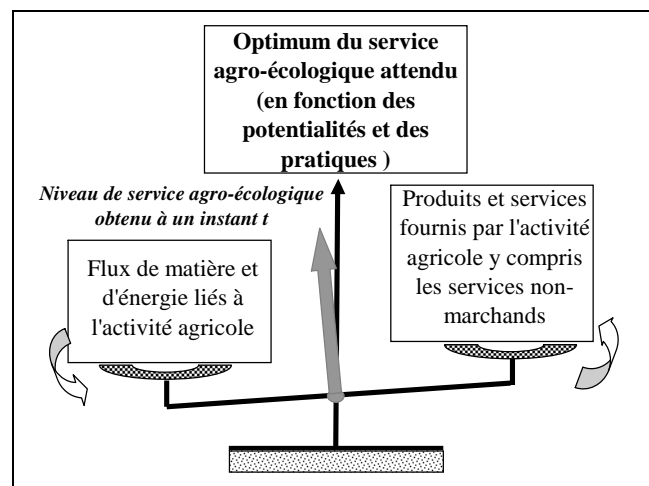 Optimum du service
agro-écologique attendu
(en fonction des
potentialités et des
pratiques )
Niveau de service agro-écologique
obtenu à un instant t
Produits et services
fournis par l'activité
agricole y compris
les services non-
marchands
Flux de matière et
d'énergie liés à
l'activité agricole